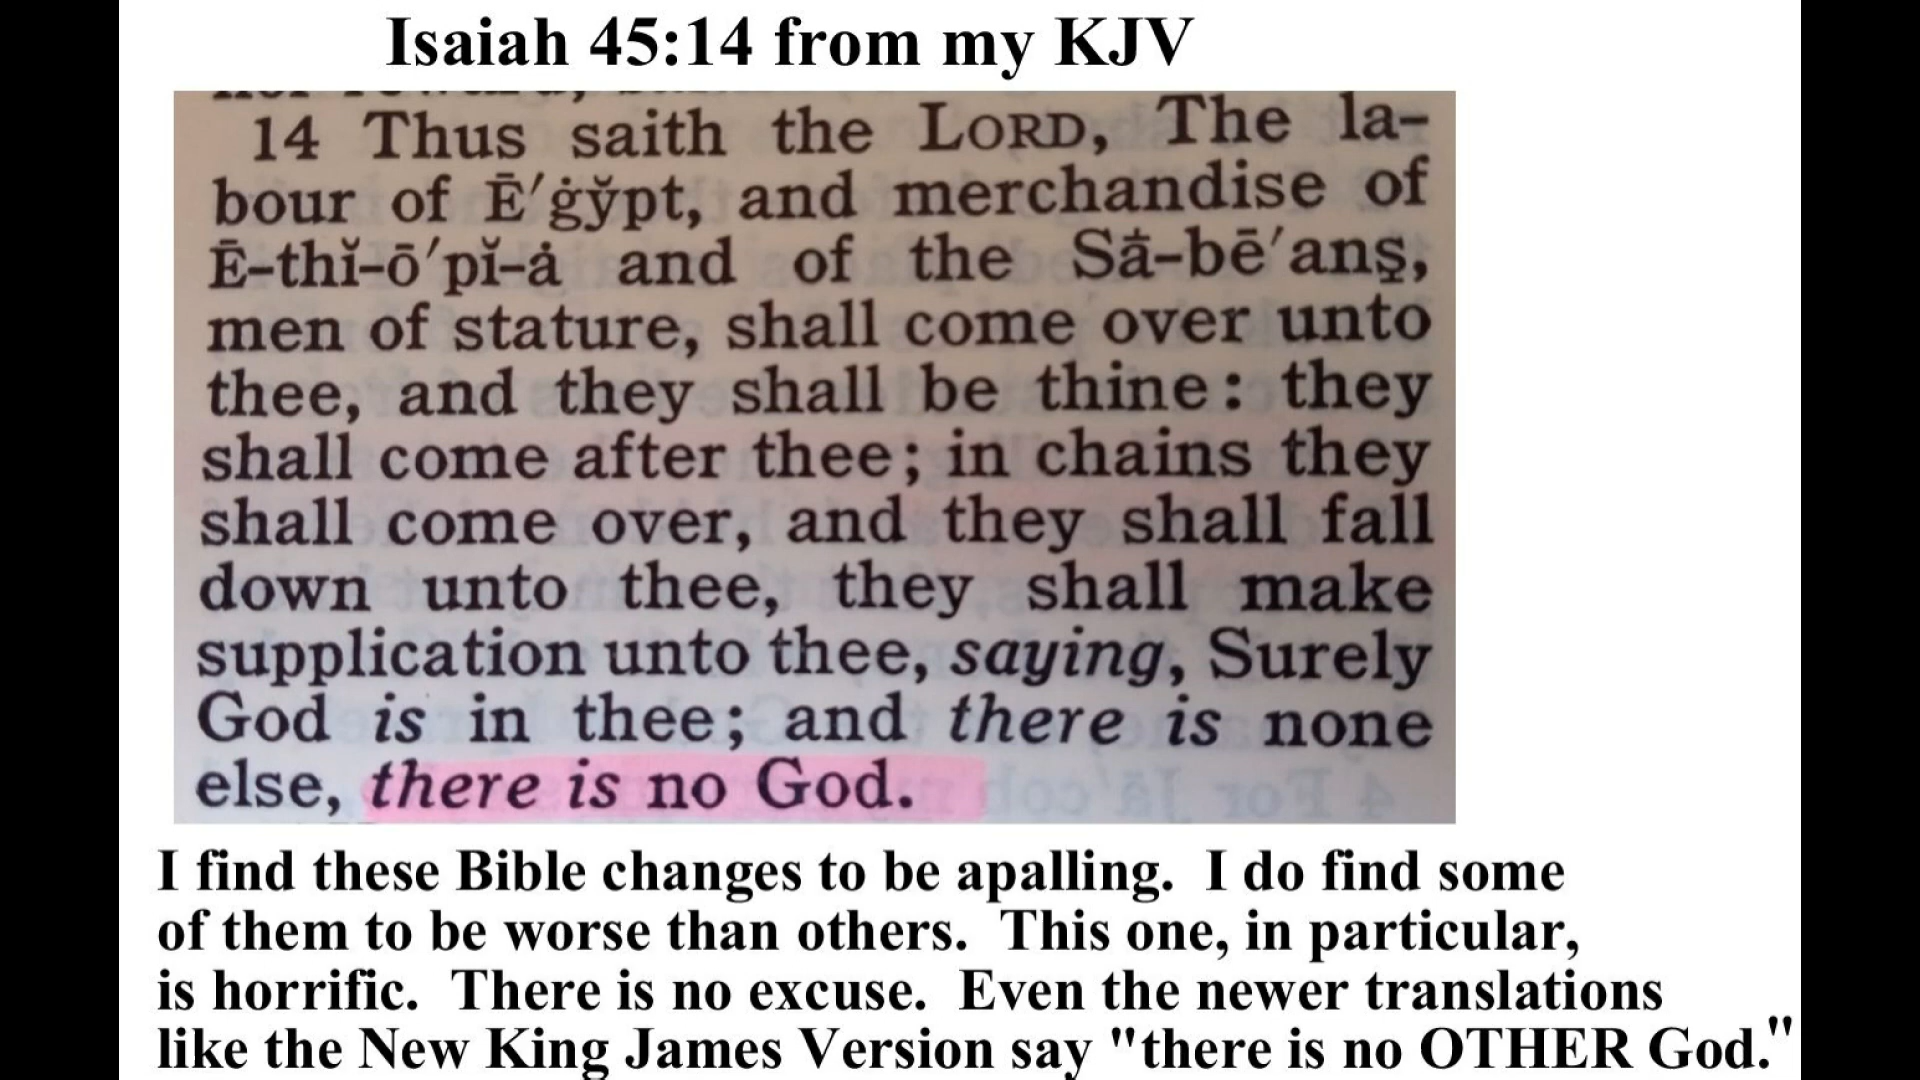 Isaiah 45:14 from my KJV
14 Thus saith the LORD, The la-
bour of Ē′ġy̆pt, and merchandise of
Ē-thĭ-ō′pĭ-ȧ and of the Sā-bē′anş,
men of stature, shall come over unto
thee, and they shall be thine: they
shall come after thee; in chains they
shall come over, and they shall fall
down unto thee, they shall make
supplication unto thee, saying, Surely
God is in thee; and there is none
else, there is no God.
I find these Bible changes to be apalling. I do find some
of them to be worse than others. This one, in particular,
is horrific. There is no excuse. Even the newer translations
like the New King James Version say "there is no OTHER God."